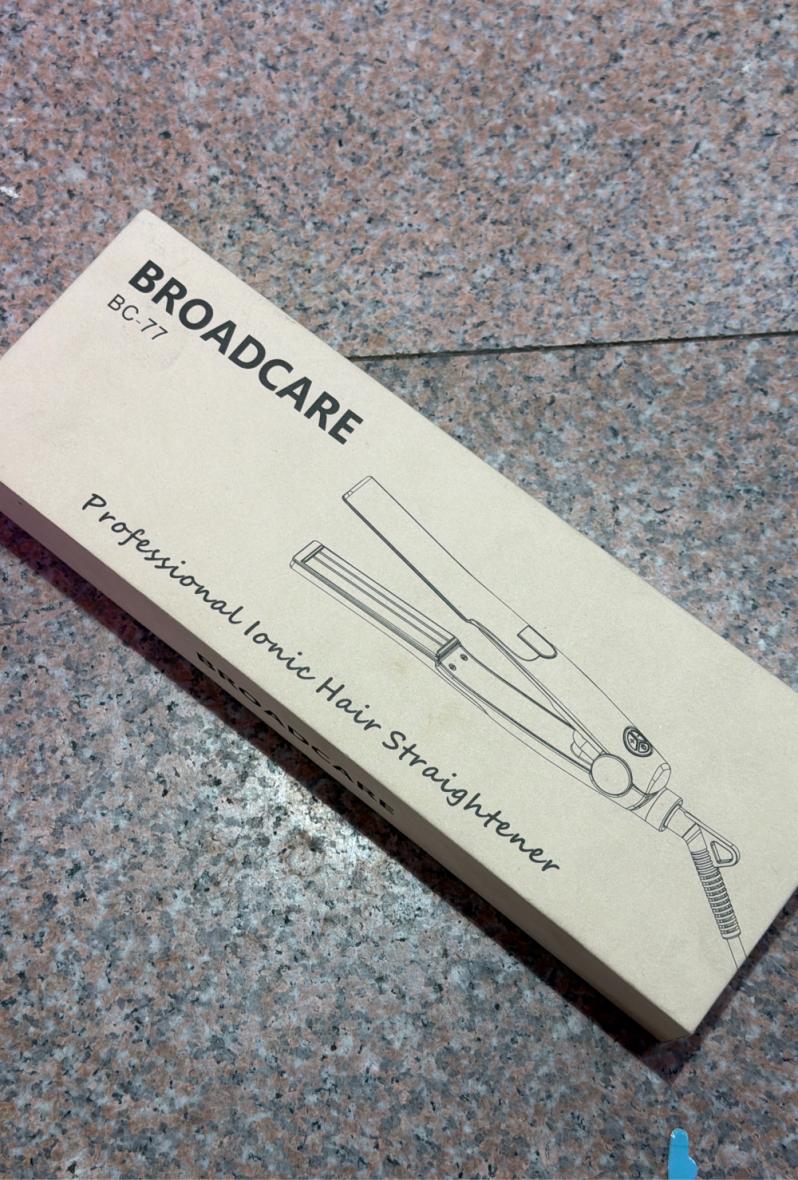 BROADCARE
BC-77
Professional Ionic Hair Straightener
BROADCARE